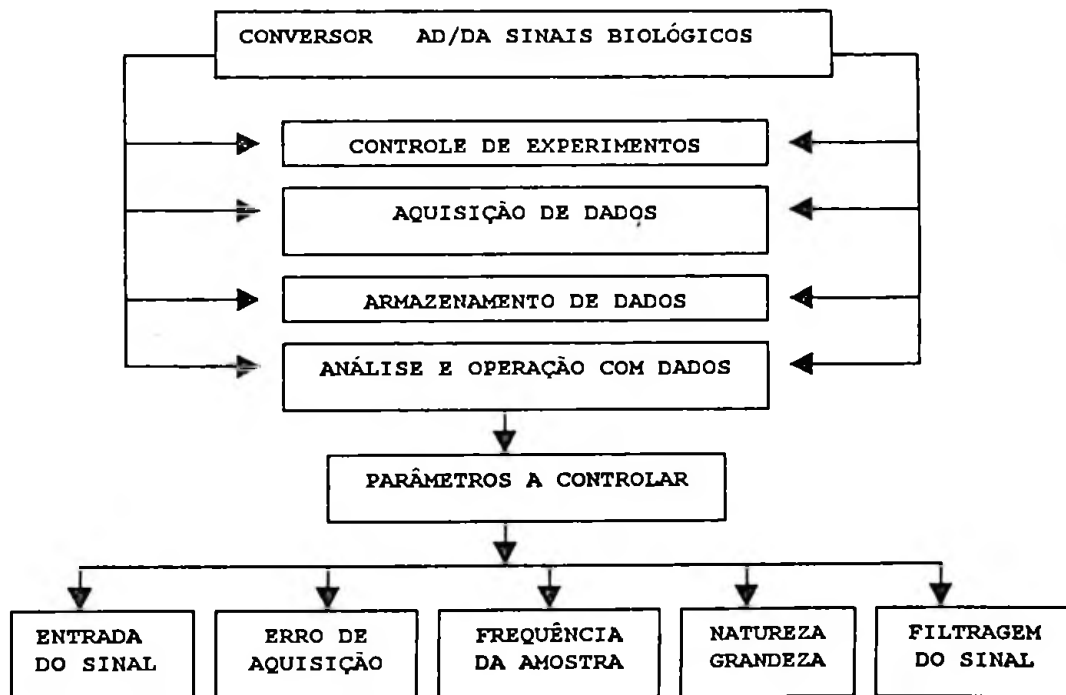 CONVERSOR AD/DA SINAIS BIOLÓGICOS
CONTROLE DE EXPERIMENTOS
AQUISIÇÃO DE DADOS
ARMAZENAMENTO DE DADOS
ANÁLISE E OPERAÇÃO COM DADOS
PARÂMETROS A CONTROLAR
ENTRADA
DO SINAL
ERRO DE
AQUISIÇÃO
FREQUÊNCIA
DA AMOSTRA
NATUREZA
GRANDEZA
FILTRAGEM
DO SINAL